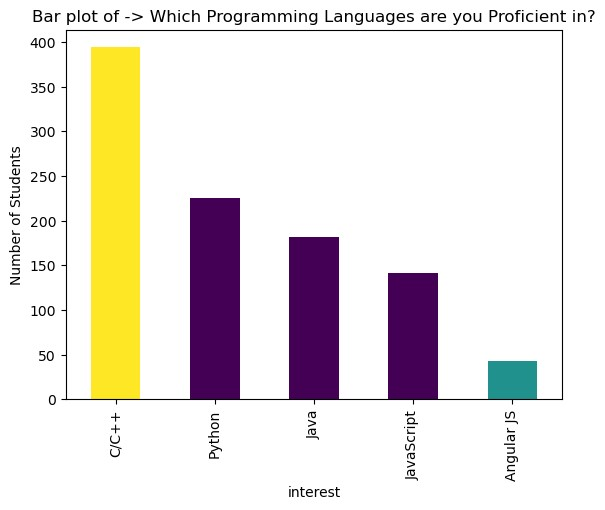 Bar plot of -> Which Programming Languages are you Proficient in?
400
350
300
250
200
150
100
50
0
Number of Students
C/C++
Python
Java
JavaScript
Angular JS
interest